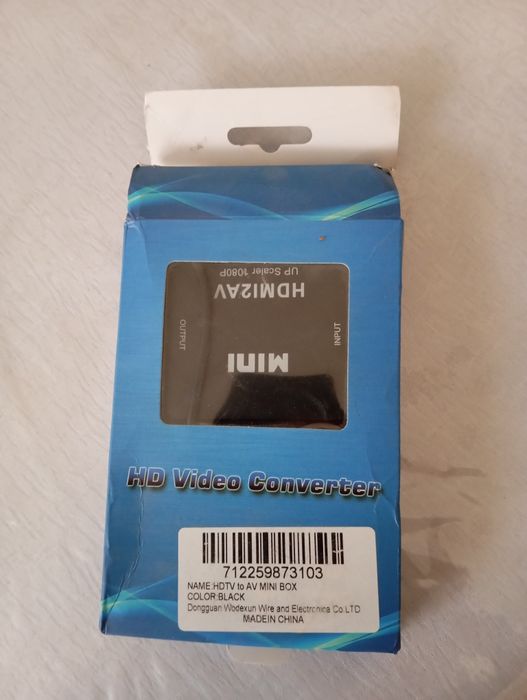 UP Scaler 1080P
HDMI2AV
OUTPUT
INPUT
MINI
HD Video Converter
712259873103
NAME:HDTV to AV MINI BOX
COLOR:BLACK
Dongguan Wodexun Wire and Electronics Co.LTD
MADEIN CHINA